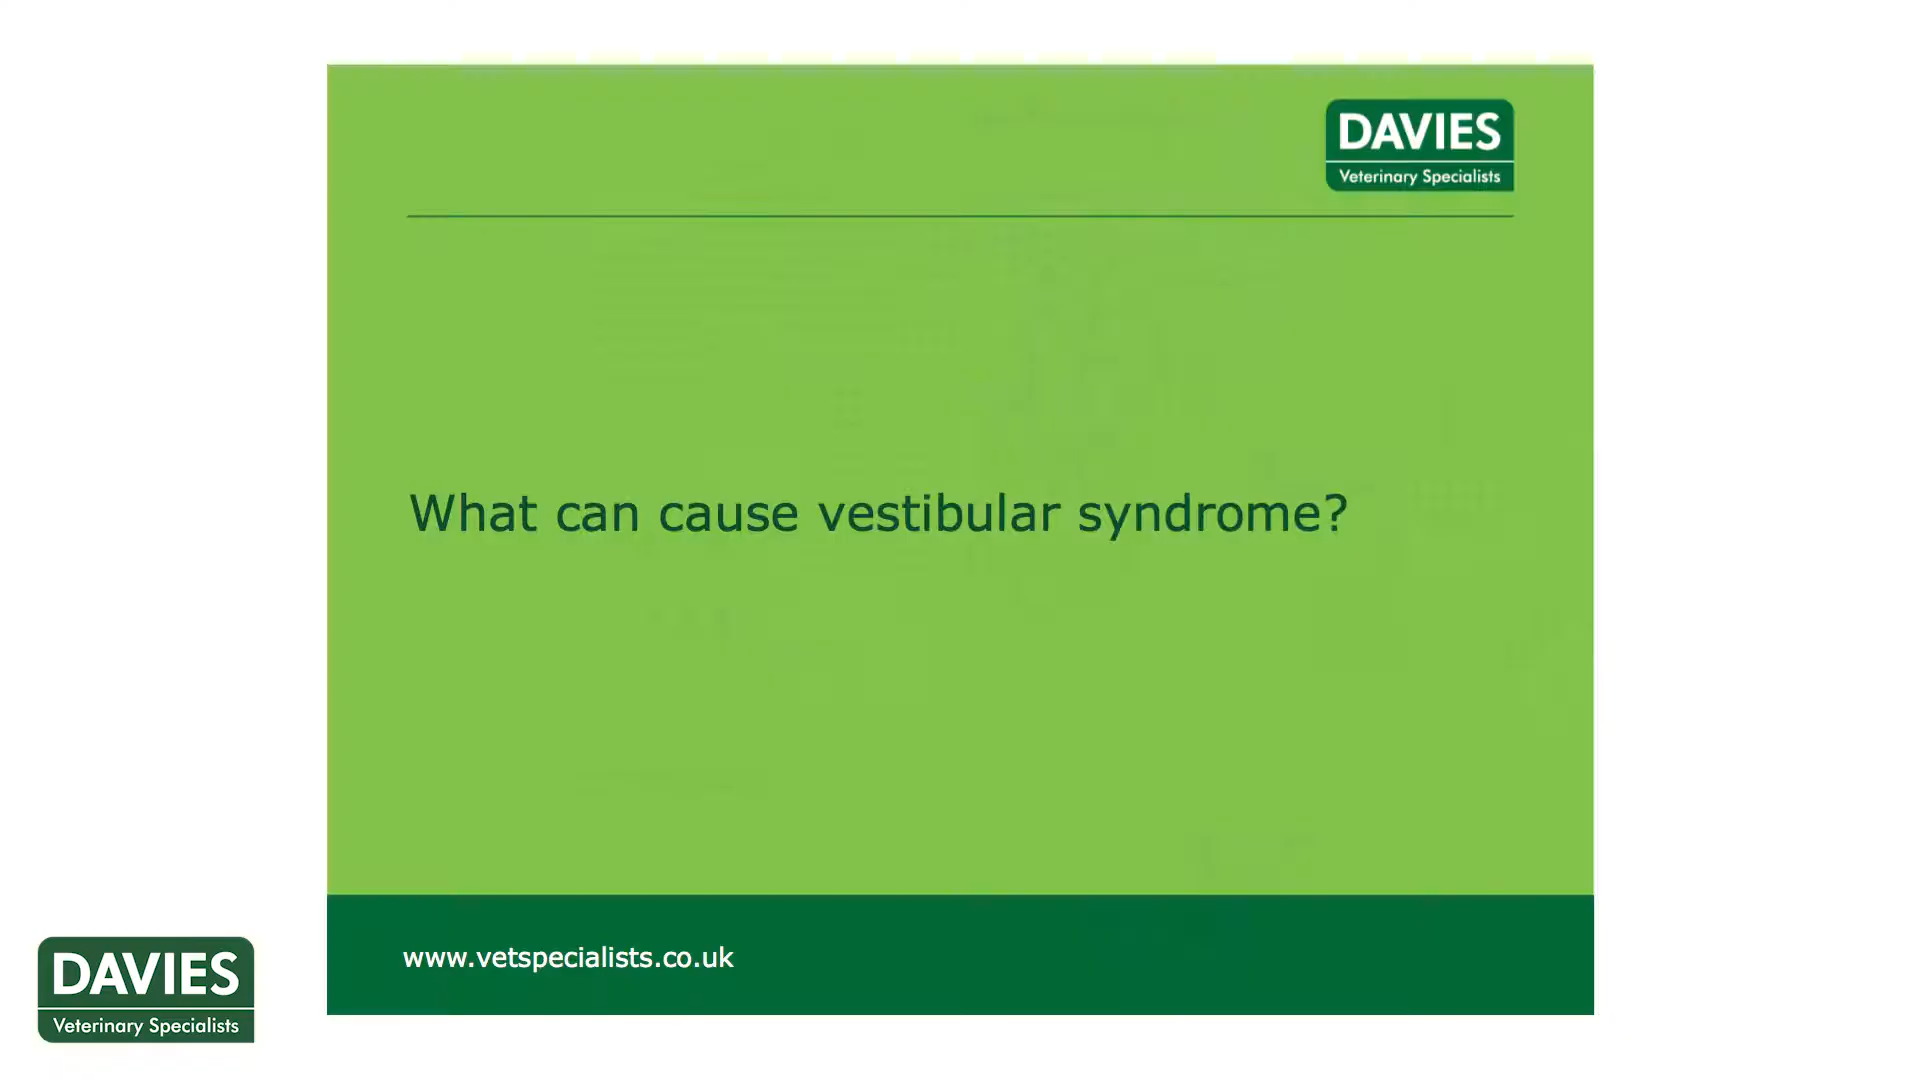 DAVIES
Veterinary Specialists
What can cause vestibular syndrome?
www.vetspecialists.co.uk
DAVIES
Veterinary Specialists